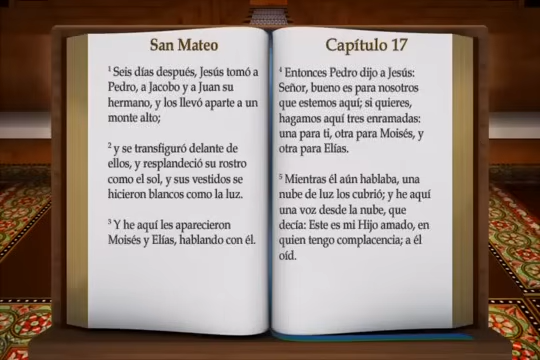 San Mateo
1 Seis días después, Jesús tomó a
Pedro, a Jacobo y a Juan su
hermano, y los llevó aparte a un
monte alto;
2 y se transfiguró delante de
ellos, y resplandeció su rostro
como el sol, y sus vestidos se
hicieron blancos como la luz.
3 Y he aquí les aparecieron
Moisés y Elías, hablando con él.
Capítulo 17
4 Entonces Pedro dijo a Jesús:
Señor, bueno es para nosotros
que estemos aquí; si quieres,
hagamos aquí tres enramadas:
una para ti, otra para Moisés, y
otra para Elías.
5 Mientras él aún hablaba, una
nube de luz los cubrió; y he aquí
una voz desde la nube, que
decía: Este es mi Hijo amado, en
quien tengo complacencia; a él
oíd.